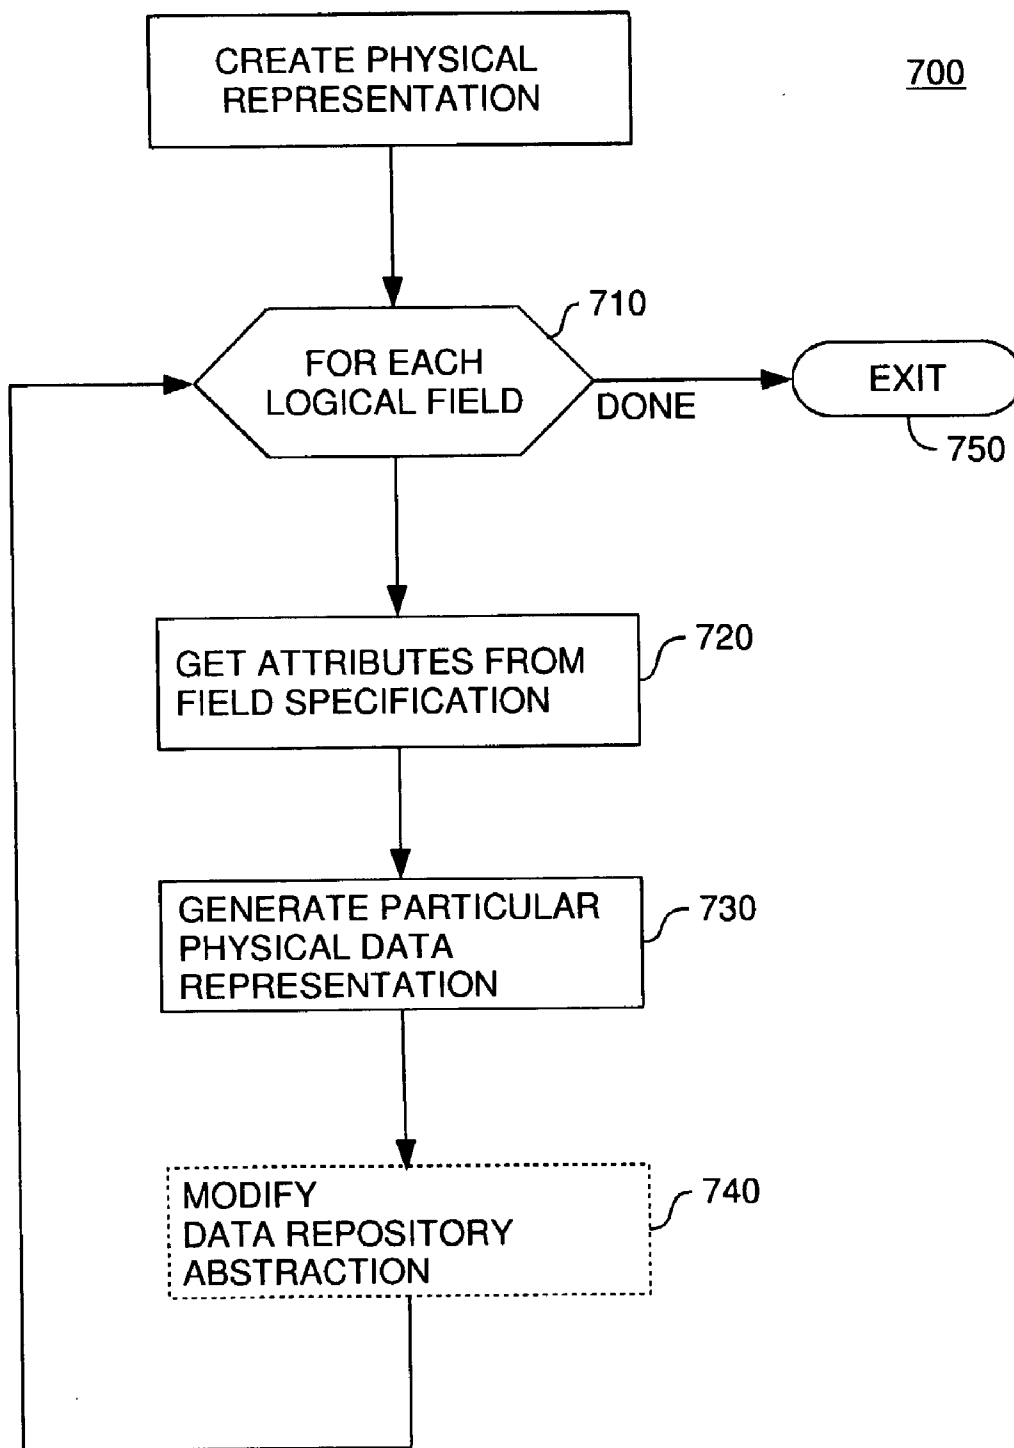 CREATE PHYSICAL
REPRESENTATION
700
710
FOR EACH
LOGICAL FIELD
DONE
EXIT
750
720
GET ATTRIBUTES FROM
FIELD SPECIFICATION
730
GENERATE PARTICULAR
PHYSICAL DATA
REPRESENTATION
740
MODIFY
DATA REPOSITORY
ABSTRACTION